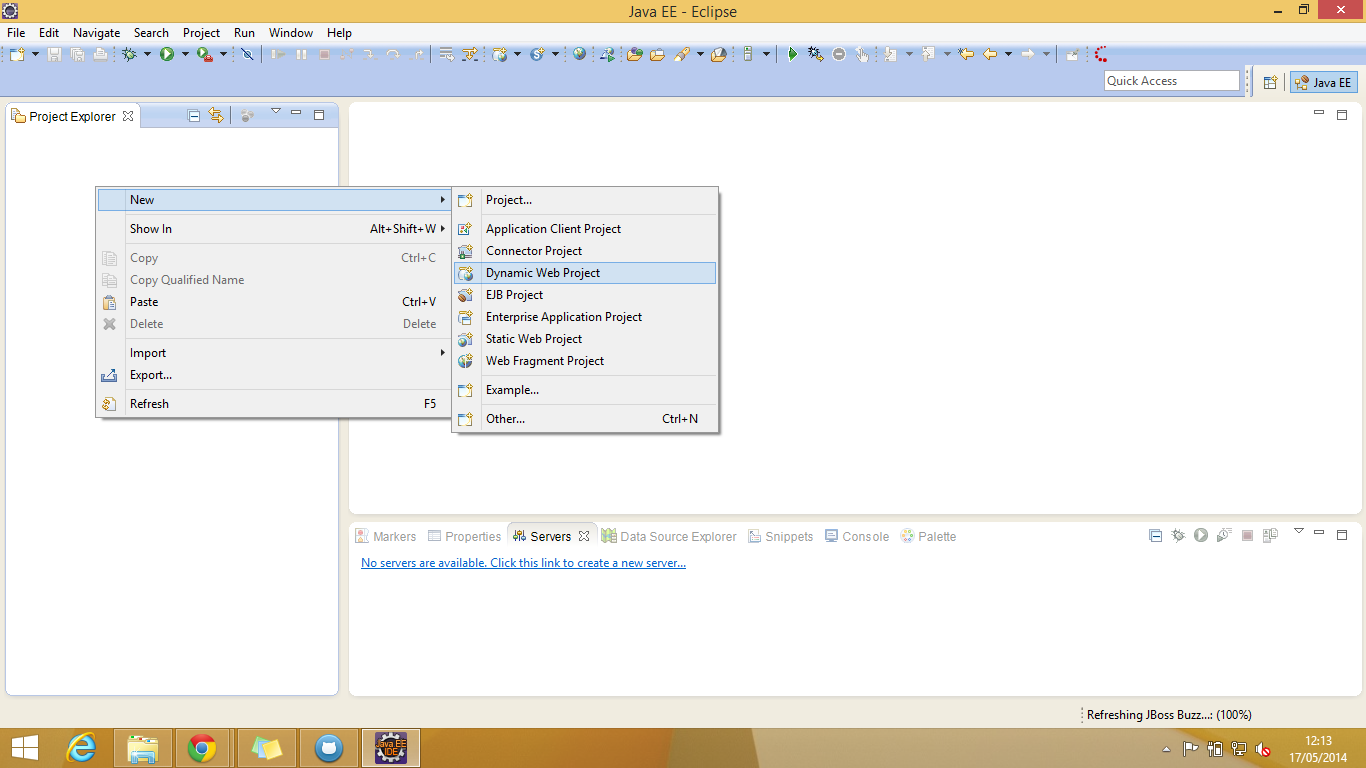 Java EE - Eclipse
File Edit Navigate Search Project Run Window Help
Quick Access
Java EE
Project Explorer
New
Show In Alt+Shift+W
Copy Ctrl+C
Copy Qualified Name
Paste Ctrl+V
Delete Delete
Import
Export...
Refresh F5
Project...
Application Client Project
Connector Project
Dynamic Web Project
EJB Project
Enterprise Application Project
Static Web Project
Web Fragment Project
Example...
Other... Ctrl+N
Markers Properties Servers Data Source Explorer Snippets Console Palette
No servers are available. Click this link to create a new server...
Refreshing JBoss Buzz...: (100%)
Java EE
IDE
12:13
17/05/2014